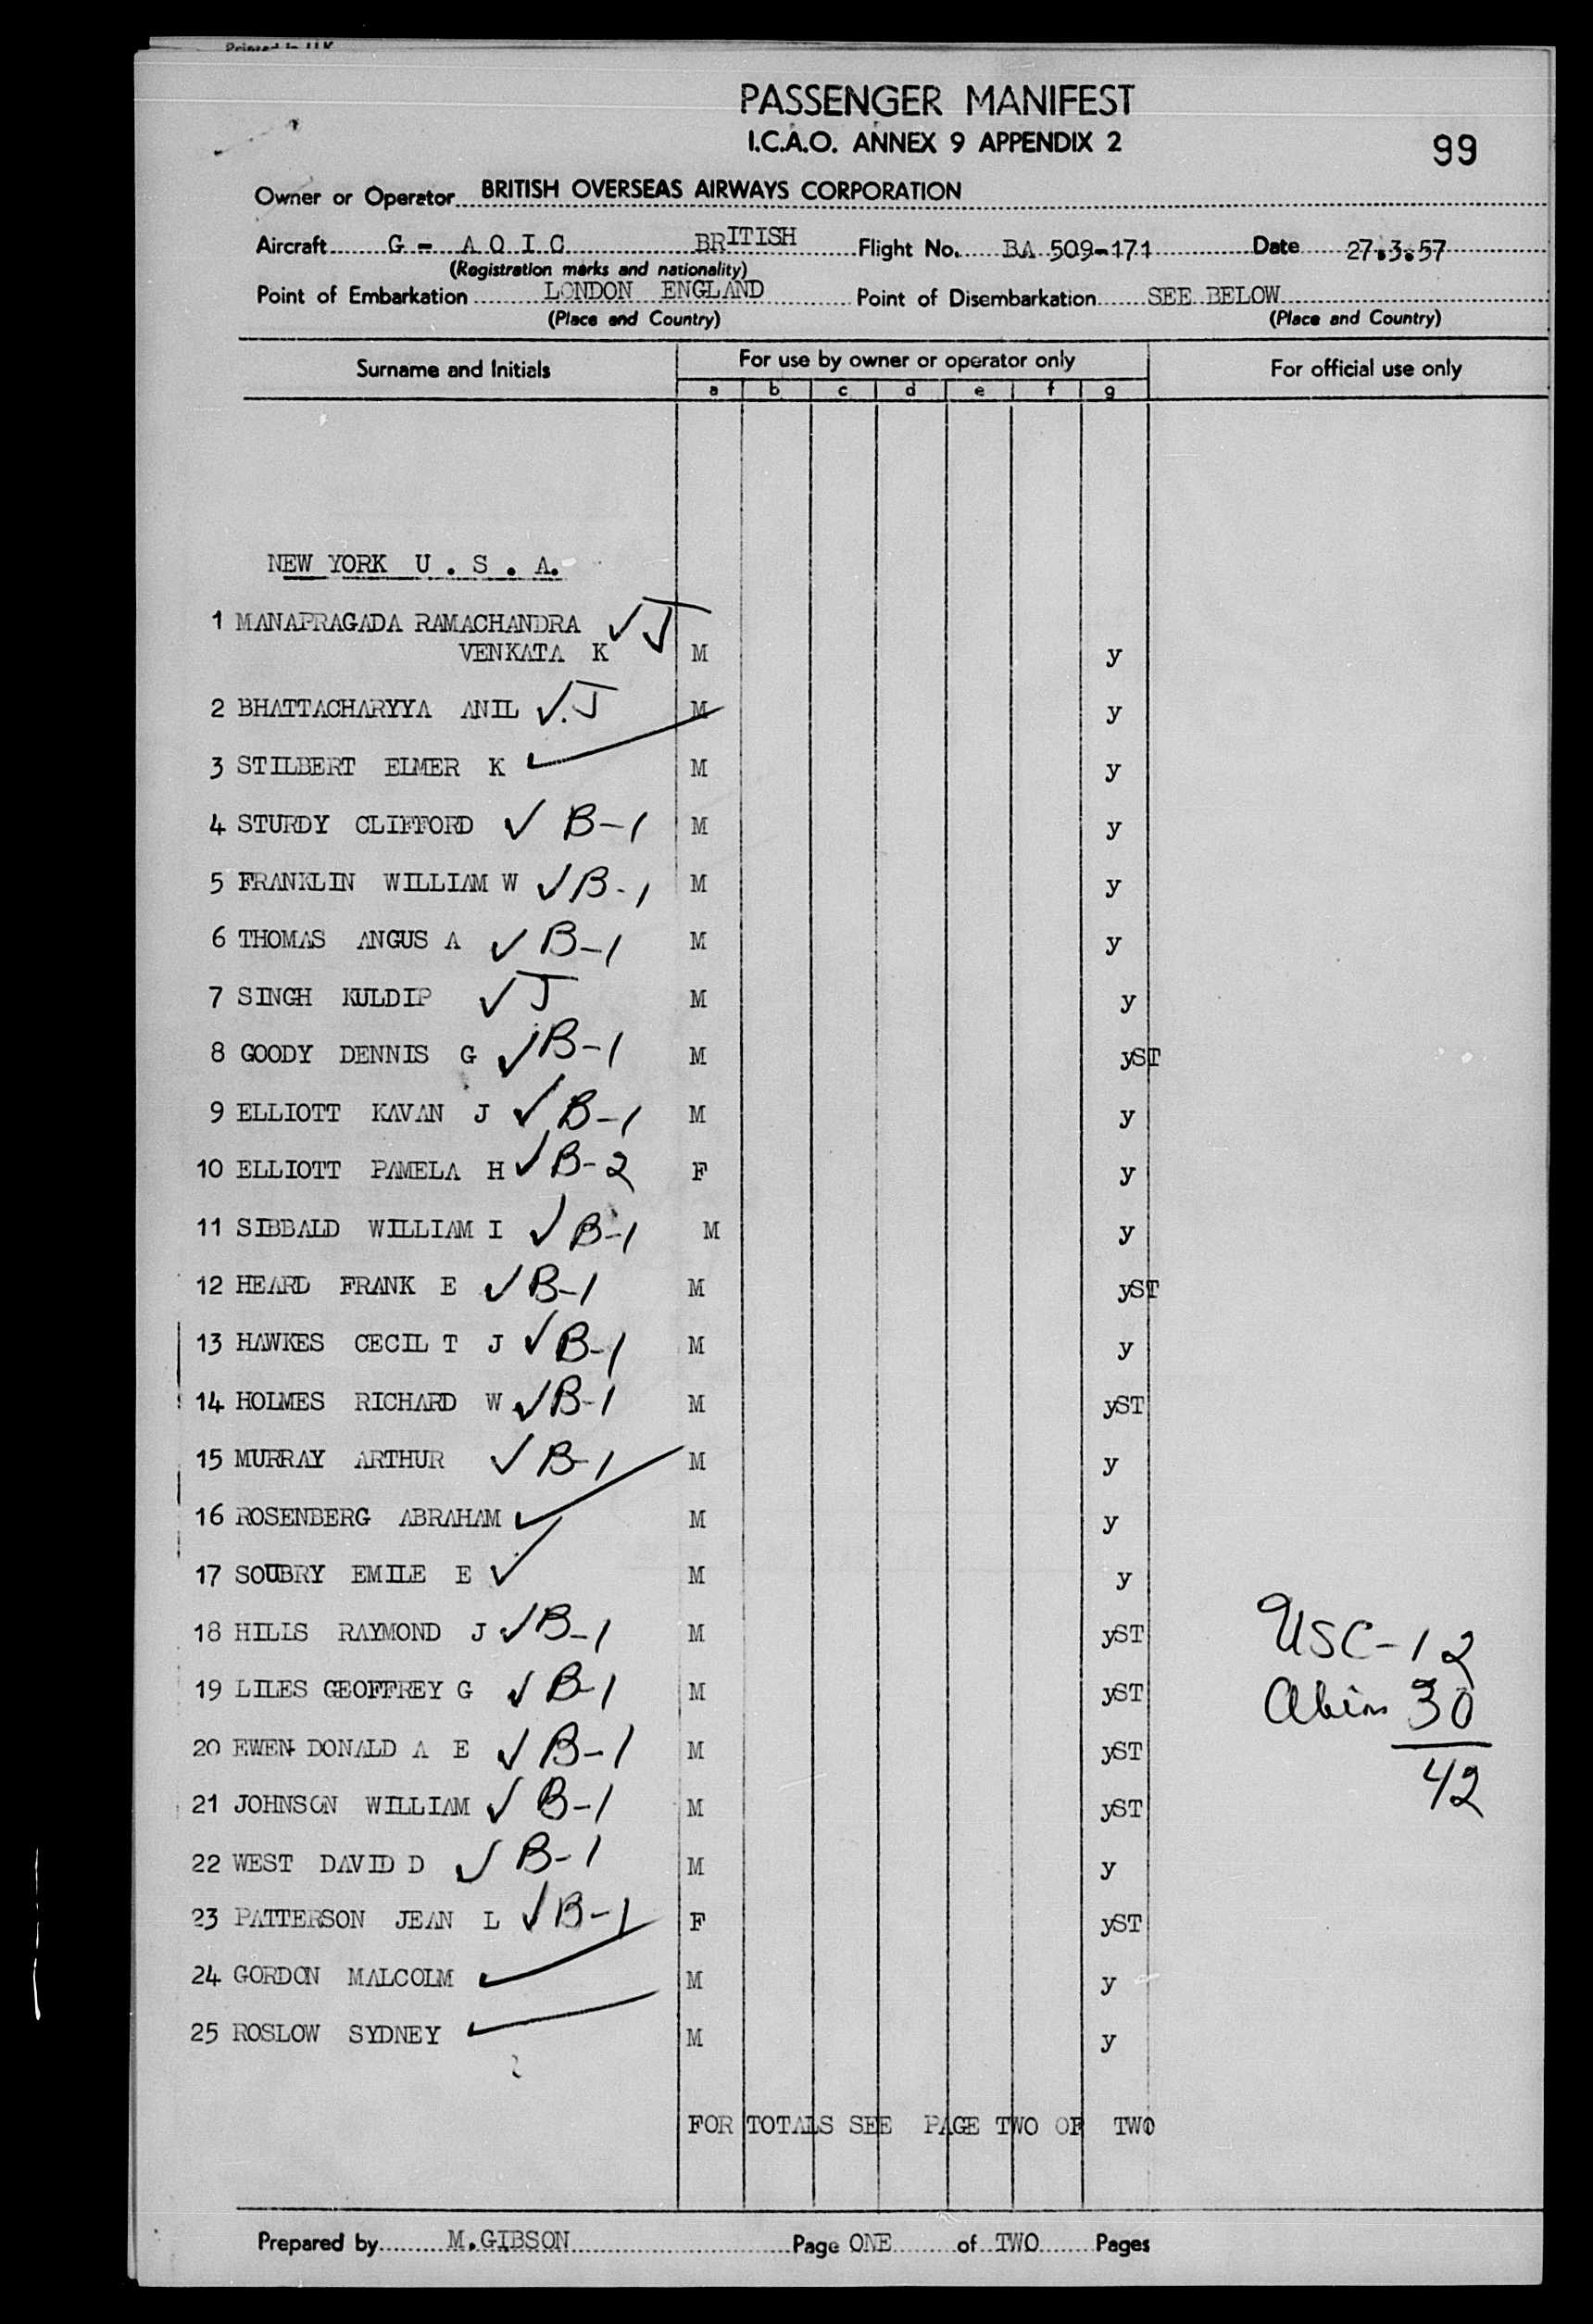 PASSENGER MANIFEST
I.C.A.O. ANNEX 9 APPENDIX 2
99
Owner or Operator BRITISH OVERSEAS AIRWAYS CORPORATION
Aircraft G - A O I C BRITISH Flight No. BA 509-171 Date 27.3.57
(Registration marks and nationality)
Point of Embarkation LONDON ENGLAND Point of Disembarkation SEE BELOW
(Place and Country) (Place and Country)
Surname and Initials For use by owner or operator only For official use only
a b c d e f g
NEW YORK U . S . A.
1 MANAPRAGADA RAMACHANDRA ✓ J
VENKATA K M y
2 BHATTACHARYYA ANIL ✓ J M y
3 STILBERT ELMER K ✓ M y
4 STURDY CLIFFORD ✓ B-1 M y
5 FRANKLIN WILLIAM W ✓ B-1 M y
6 THOMAS ANGUS A ✓ B-1 M y
7 SINGH KULDIP ✓ J M y
8 GOODY DENNIS G ✓ B-1 M yST
9 ELLIOTT KAVAN J ✓ B-1 M y
10 ELLIOTT PAMELA H ✓ B-2 F y
11 SIBBALD WILLIAM I ✓ B-1 M y
12 HEARD FRANK E ✓ B-1 M yST
13 HAWKES CECIL T J ✓ B-1 M y
14 HOLMES RICHARD W ✓ B-1 M yST
15 MURRAY ARTHUR ✓ B-1 M y
16 ROSENBERG ABRAHAM ✓ M y
17 SOUBRY EMILE E ✓ M y
18 HILLS RAYMOND J ✓ B-1 M yST
19 LILES GEOFFREY G ✓ B-1 M yST
20 EWEN DONALD A E ✓ B-1 M yST
21 JOHNSON WILLIAM ✓ B-1 M yST
22 WEST DAVID D ✓ B-1 M y
23 PATTERSON JEAN L ✓ B-1 F yST
24 GORDON MALCOLM ✓ M y
25 ROSLOW SYDNEY ✓ M y
USC-12
30
42
FOR TOTALS SEE PAGE TWO OF TWO
Prepared by M.GIBSON Page ONE of TWO Pages